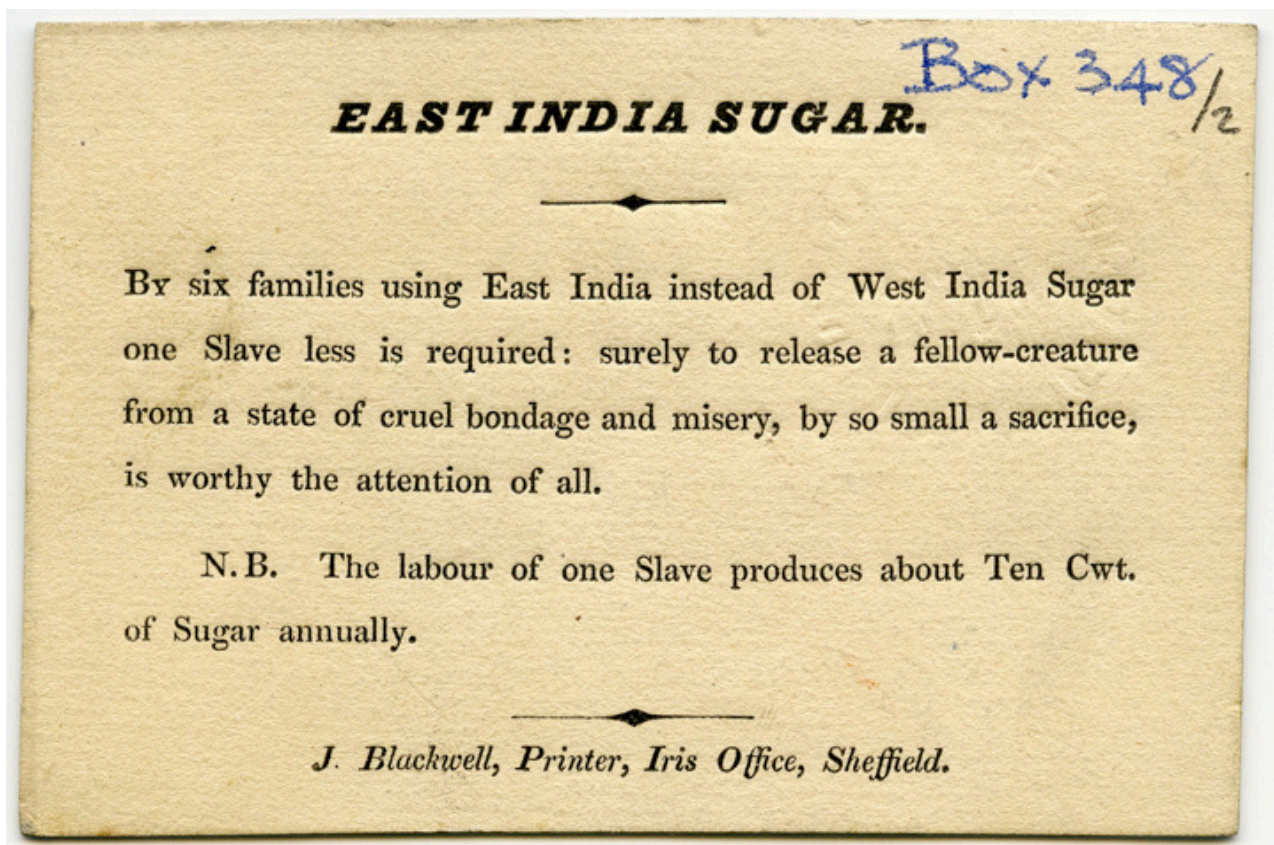 Box 348/2
EAST INDIA SUGAR.
By six families using East India instead of West India Sugar
one Slave less is required: surely to release a fellow-creature
from a state of cruel bondage and misery, by so small a sacrifice,
is worthy the attention of all.
N.B. The labour of one Slave produces about Ten Cwt.
of Sugar annually.
J. Blackwell, Printer, Iris Office, Sheffield.